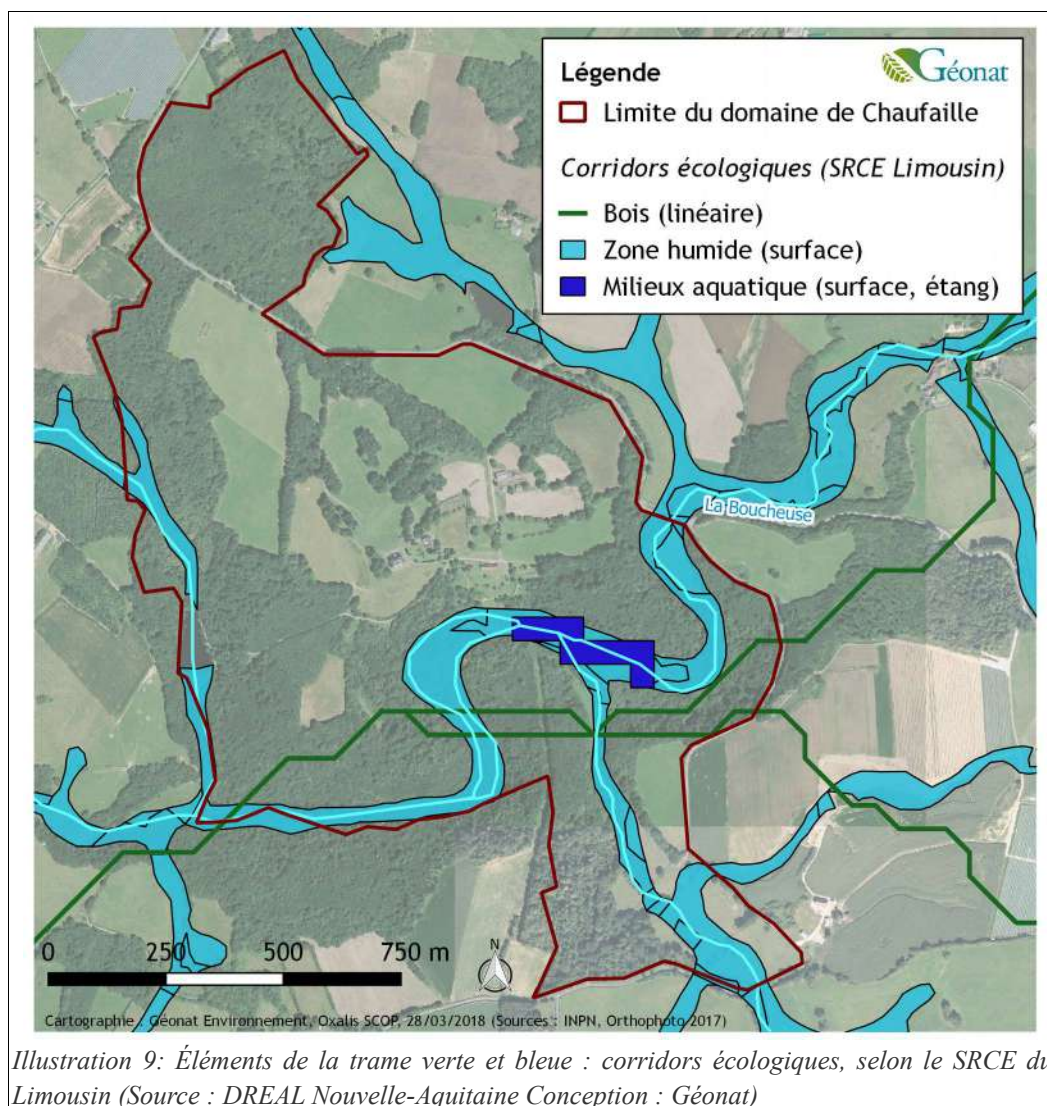 Légende
Géonat
Limite du domaine de Chaufaille
Corridors écologiques (SRCE Limousin)
Bois (linéaire)
Zone humide (surface)
Milieux aquatique (surface, étang)
La Boucheuse
0 250 500 750 m
N
Cartographie : Géonat Environnement, Oxalis SCOP, 28/03/2018 (Sources : INPN, Orthophoto 2017)
Illustration 9: Éléments de la trame verte et bleue : corridors écologiques, selon le SRCE du
Limousin (Source : DREAL Nouvelle-Aquitaine Conception : Géonat)